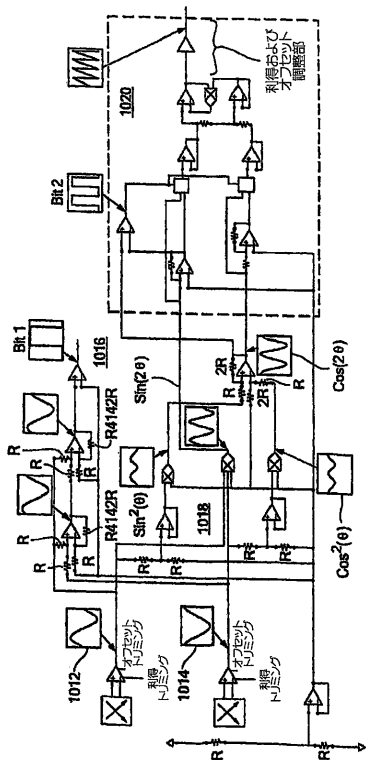 1012
オフセット
トリミング
利得
トリミング
1014
オフセット
トリミング
利得
トリミング
R
R
R
R
R
R
R4142R
R
R
R
R4142R
Bit 1
1016
R
R
R
R
Sin²(θ)
1018
Cos²(θ)
Sin(2θ)
2R
R
2R
R
Cos(2θ)
Bit 2
1020
利得および
オフセット
調整部